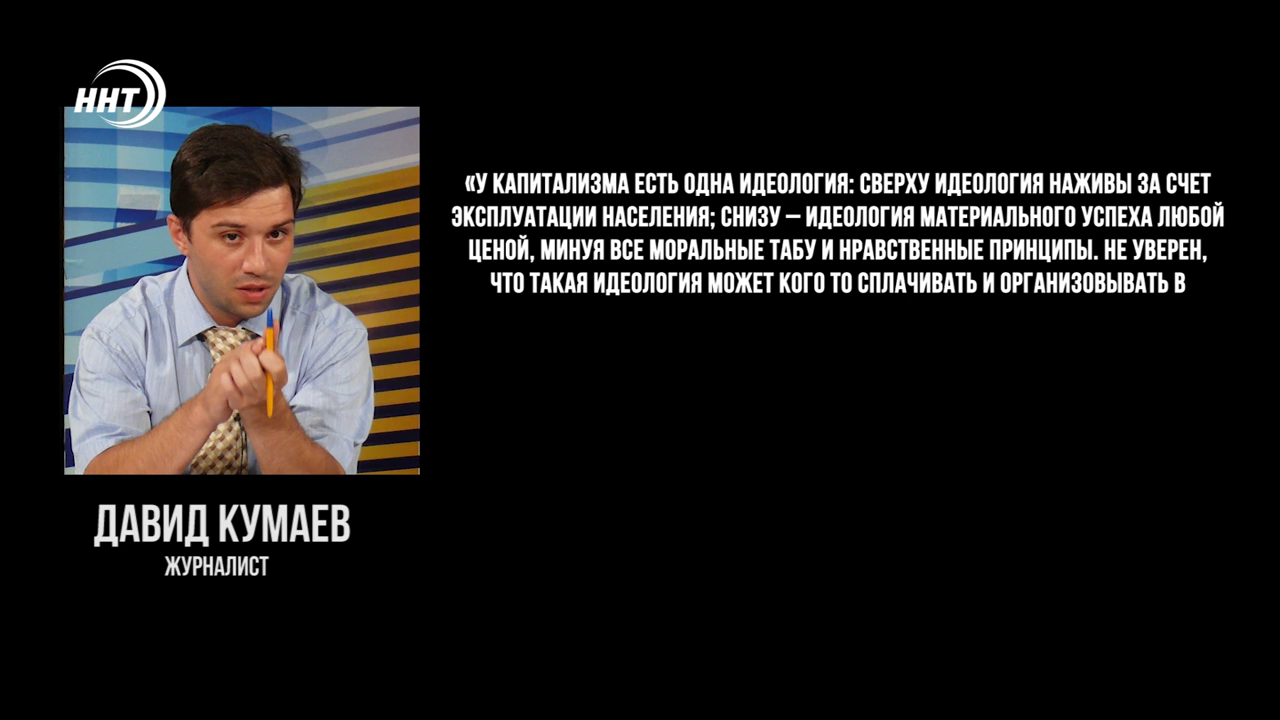 ННТ
«У КАПИТАЛИЗМА ЕСТЬ ОДНА ИДЕОЛОГИЯ: СВЕРХУ ИДЕОЛОГИЯ НАЖИВЫ ЗА СЧЕТ
ЭКСПЛУАТАЦИИ НАСЕЛЕНИЯ; СНИЗУ – ИДЕОЛОГИЯ МАТЕРИАЛЬНОГО УСПЕХА ЛЮБОЙ
ЦЕНОЙ, МИНУЯ ВСЕ МОРАЛЬНЫЕ ТАБУ И НРАВСТВЕННЫЕ ПРИНЦИПЫ. НЕ УВЕРЕН,
ЧТО ТАКАЯ ИДЕОЛОГИЯ МОЖЕТ КОГО ТО СПЛАЧИВАТЬ И ОРГАНИЗОВЫВАТЬ В
ДАВИД КУМАЕВ
ЖУРНАЛИСТ